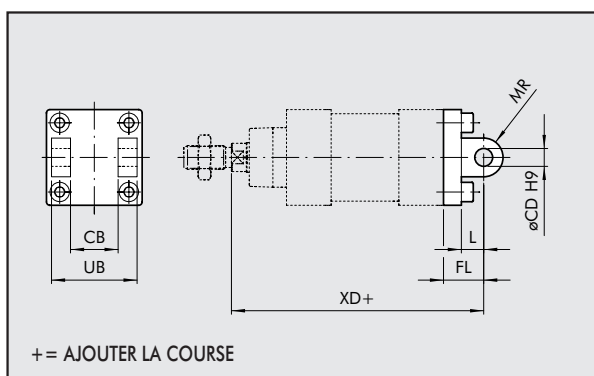 MR
øCD H9
CB
L
UB
FL
XD+
+= AJOUTER LA COURSE